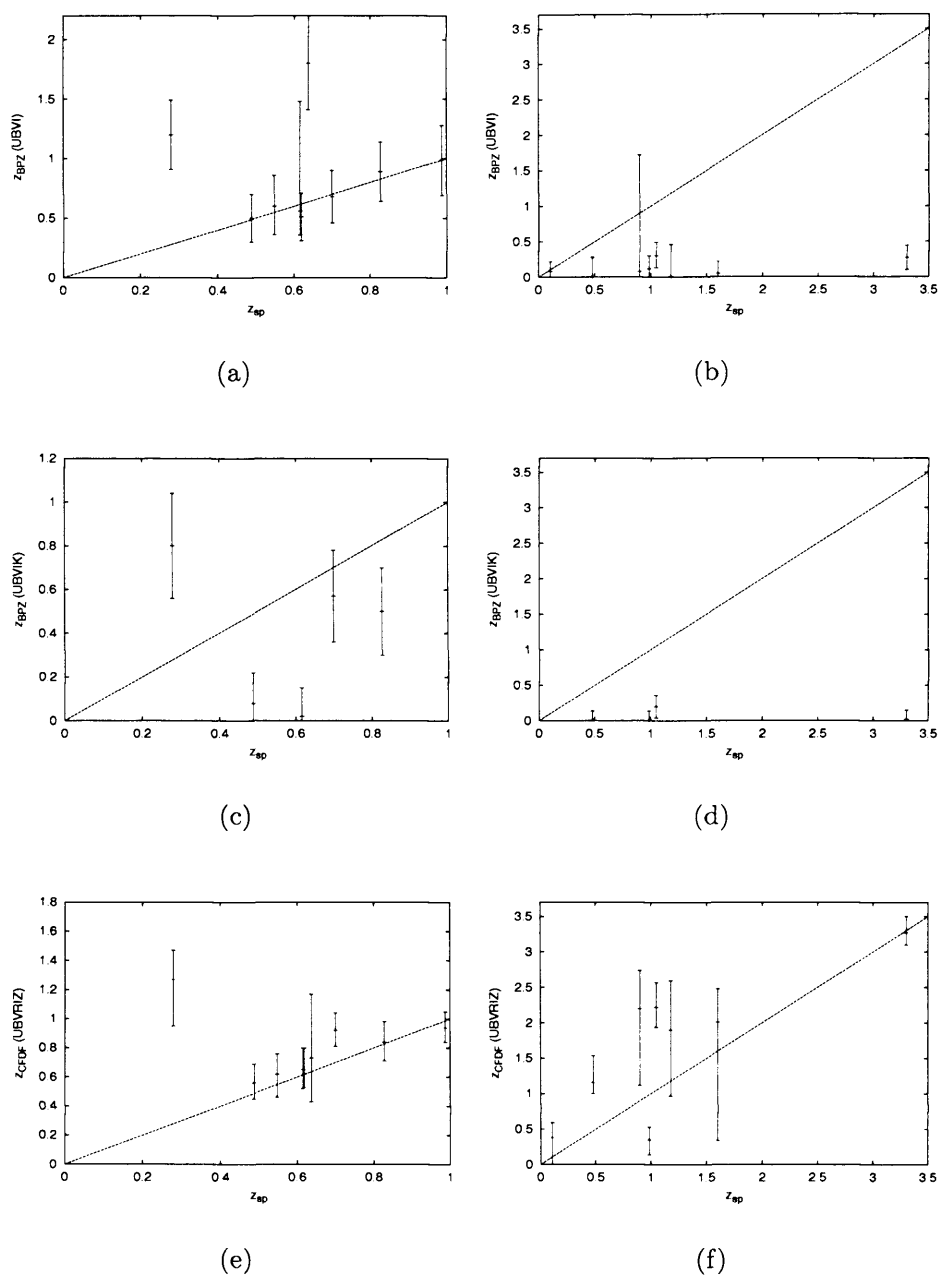 2
1.5
1
0.5
0
z_BPZ (UBVI)
0 0.2 0.4 0.6 0.8 1
z_sp
(a)
3.5
3
2.5
2
1.5
1
0.5
0
z_BPZ (UBVI)
0 0.5 1 1.5 2 2.5 3 3.5
z_sp
(b)
1.2
1
0.8
0.6
0.4
0.2
0
z_BPZ (UBVIK)
0 0.2 0.4 0.6 0.8 1
z_sp
(c)
3.5
3
2.5
2
1.5
1
0.5
0
z_BPZ (UBVIK)
0 0.5 1 1.5 2 2.5 3 3.5
z_sp
(d)
1.8
1.6
1.4
1.2
1
0.8
0.6
0.4
0.2
0
z_CFDF (UBVRIZ)
0 0.2 0.4 0.6 0.8 1
z_sp
(e)
3.5
3
2.5
2
1.5
1
0.5
0
z_CFDF (UBVRIZ)
0 0.5 1 1.5 2 2.5 3 3.5
z_sp
(f)